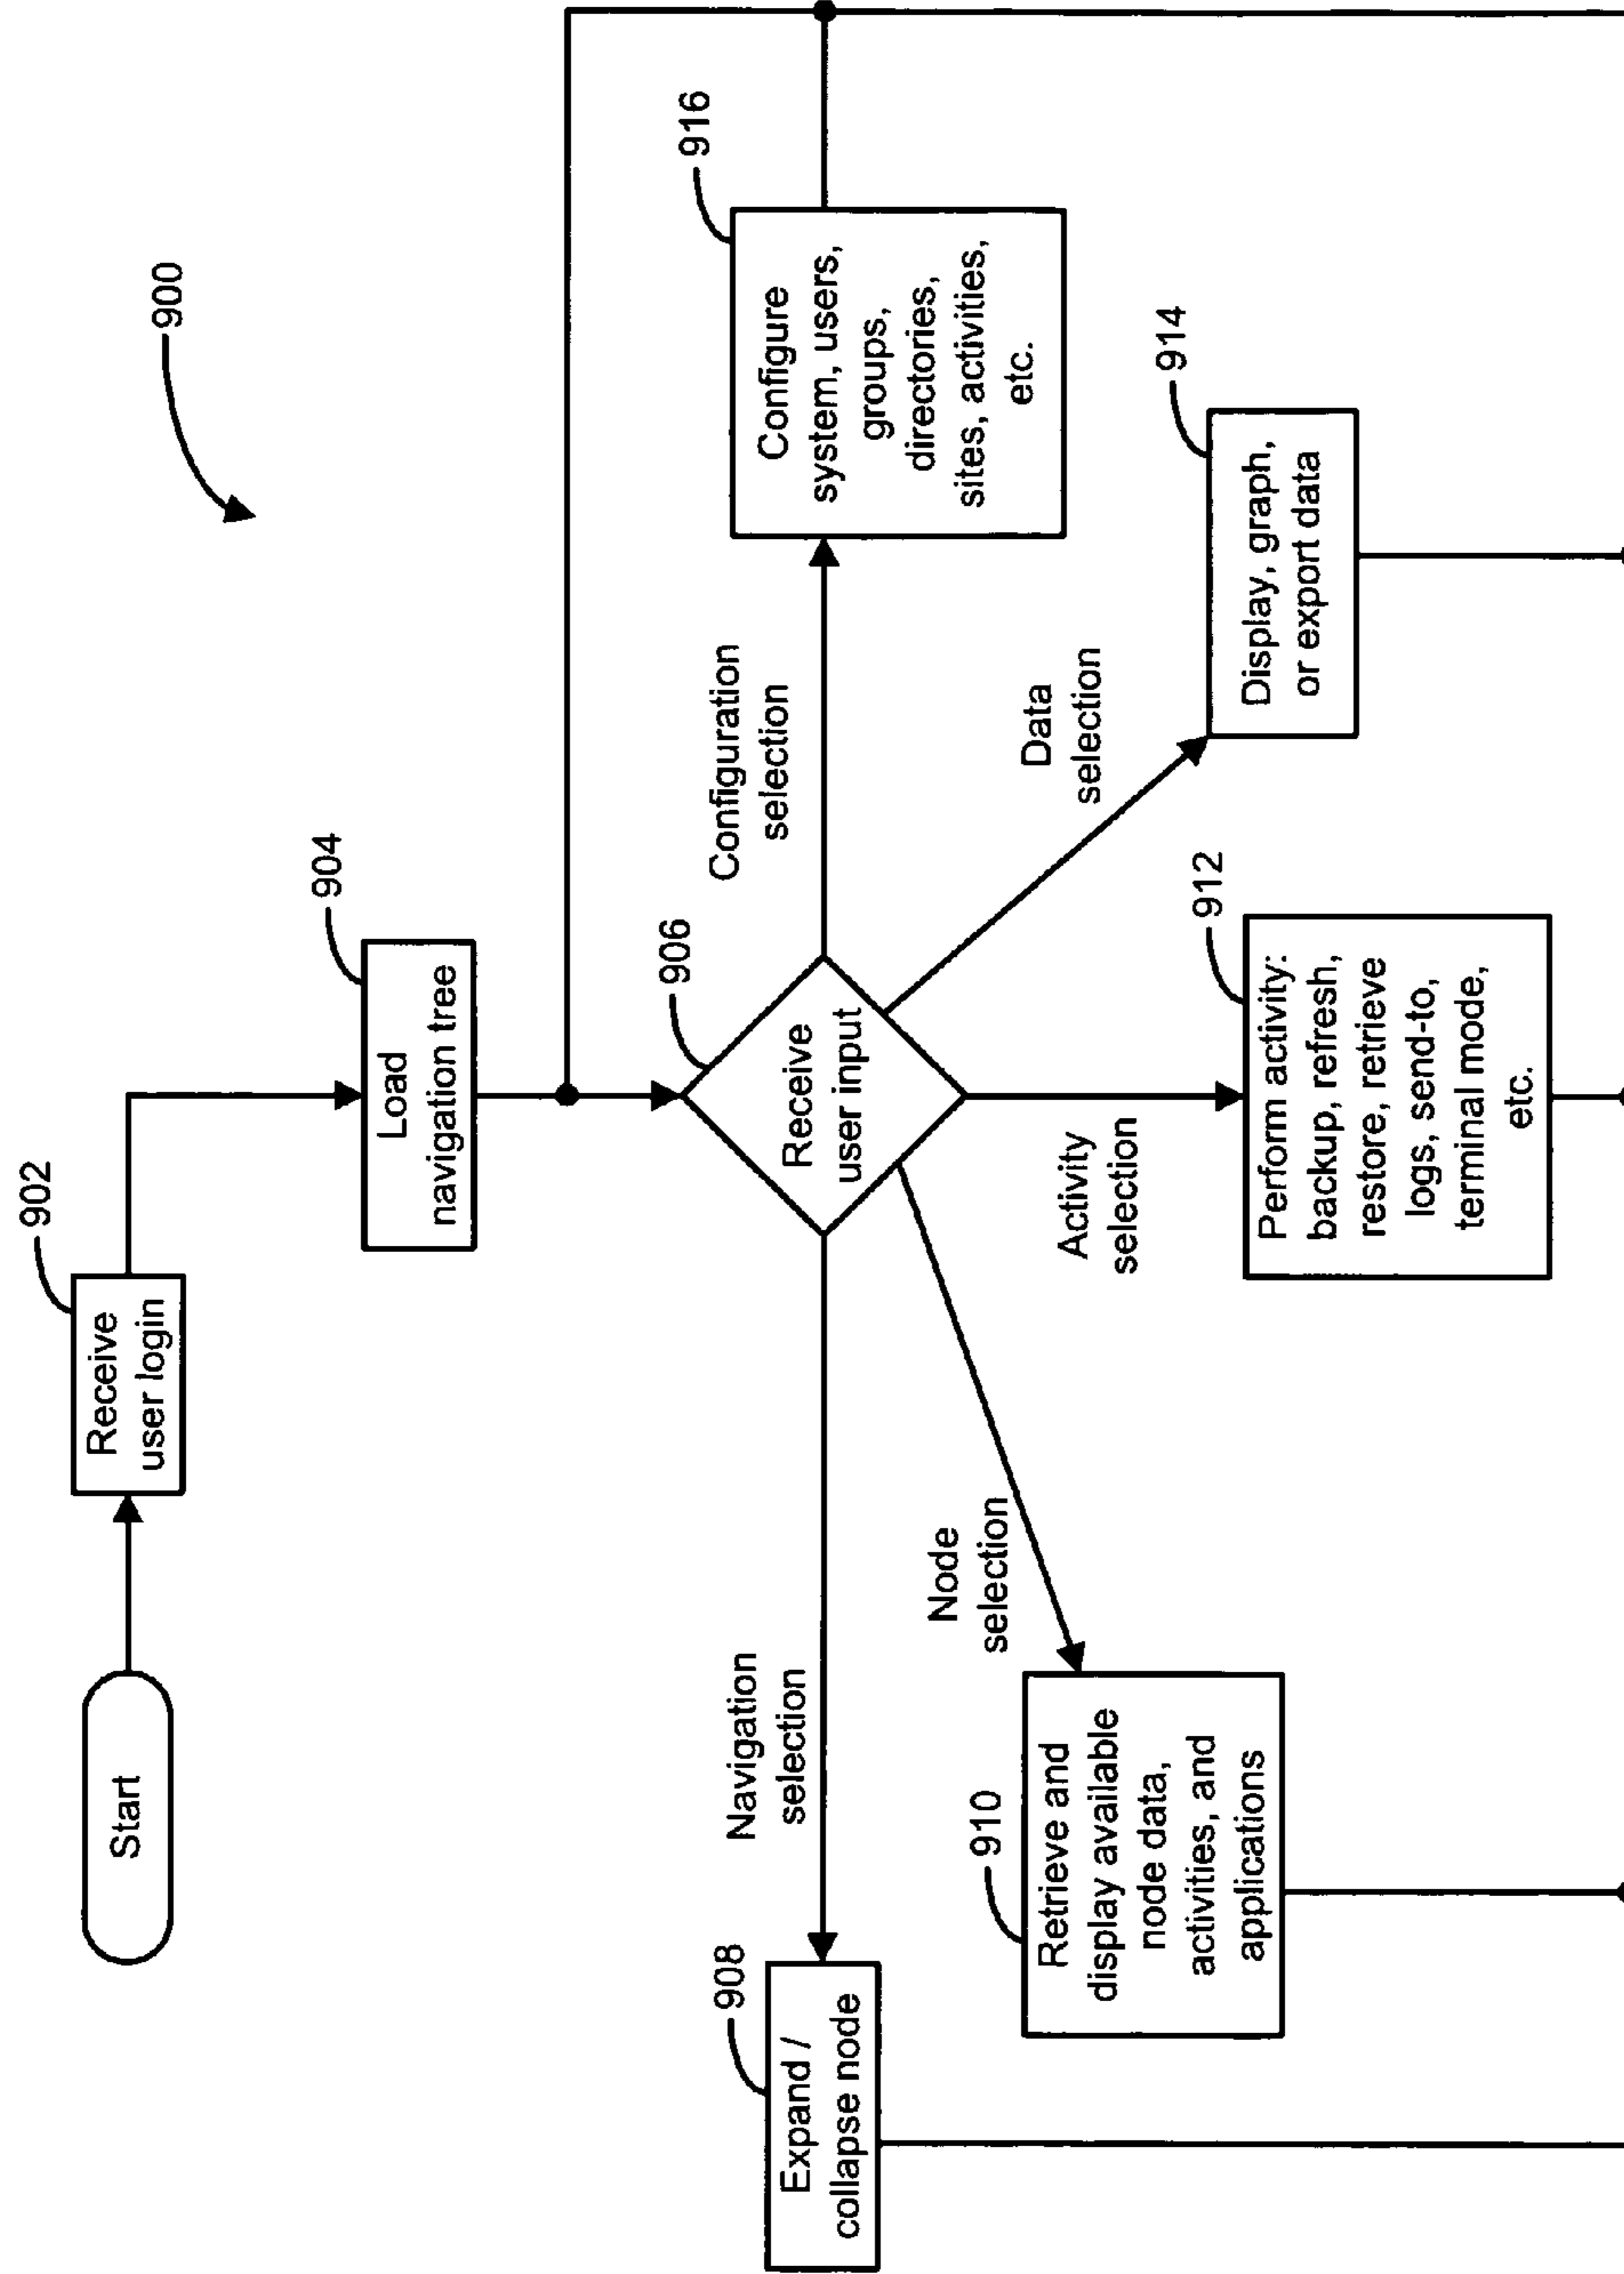 900
Start
902
Receive
user login
904
Load
navigation tree
906
Receive
user input
Navigation
selection
908
Expand /
collapse node
Node
selection
910
Retrieve and
display available
node data,
activities, and
applications
Activity
selection
912
Perform activity:
backup, refresh,
restore, retrieve
logs, send-to,
terminal mode,
etc.
Data
selection
914
Display, graph,
or export data
Configuration
selection
916
Configure
system, users,
groups,
directories,
sites, activities,
etc.